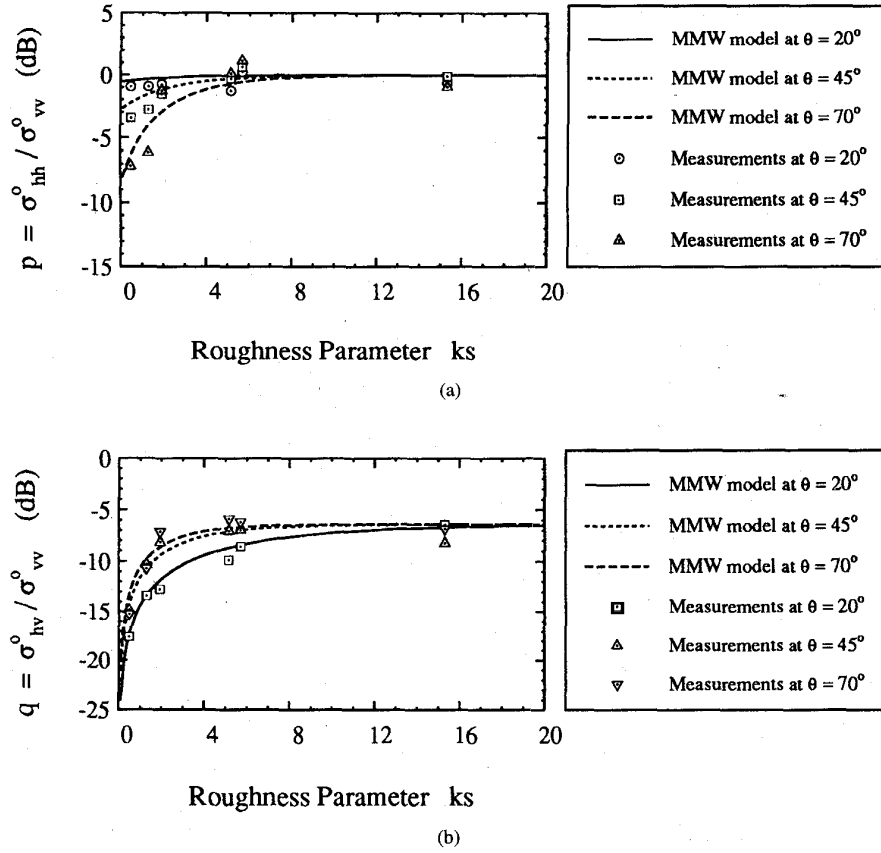 5
0
-5
-10
-15
0 4 8 12 16 20
p = σ°hh / σ°vv (dB)
Roughness Parameter ks
MMW model at θ = 20°
MMW model at θ = 45°
MMW model at θ = 70°
Measurements at θ = 20°
Measurements at θ = 45°
Measurements at θ = 70°
(a)
0
-5
-10
-15
-20
-25
0 4 8 12 16 20
q = σ°hv / σ°vv (dB)
Roughness Parameter ks
MMW model at θ = 20°
MMW model at θ = 45°
MMW model at θ = 70°
Measurements at θ = 20°
Measurements at θ = 45°
Measurements at θ = 70°
(b)